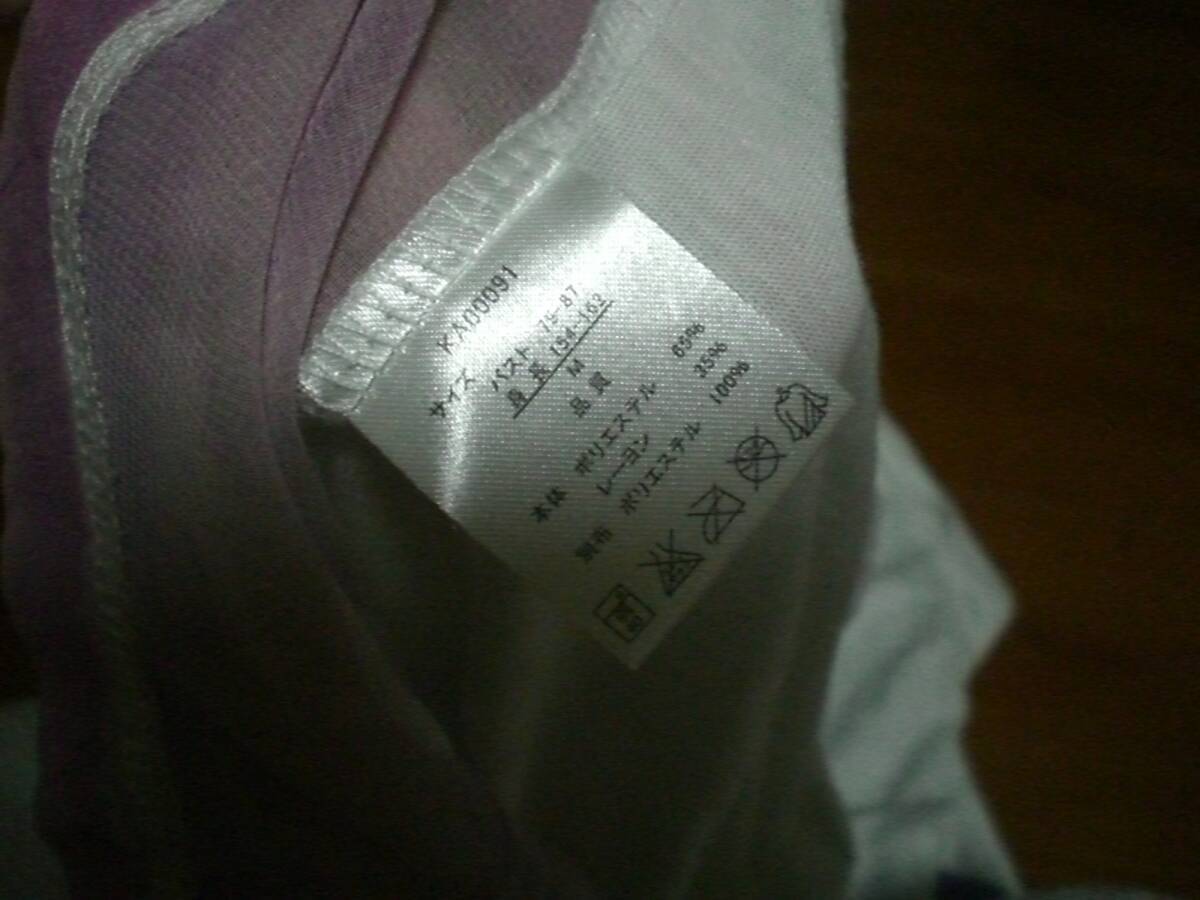 KA00091
サイズ バスト 79-87
身長 154-162
M
品質
本体 ポリエステル 65%
レーヨン 35%
別布 ポリエステル 100%